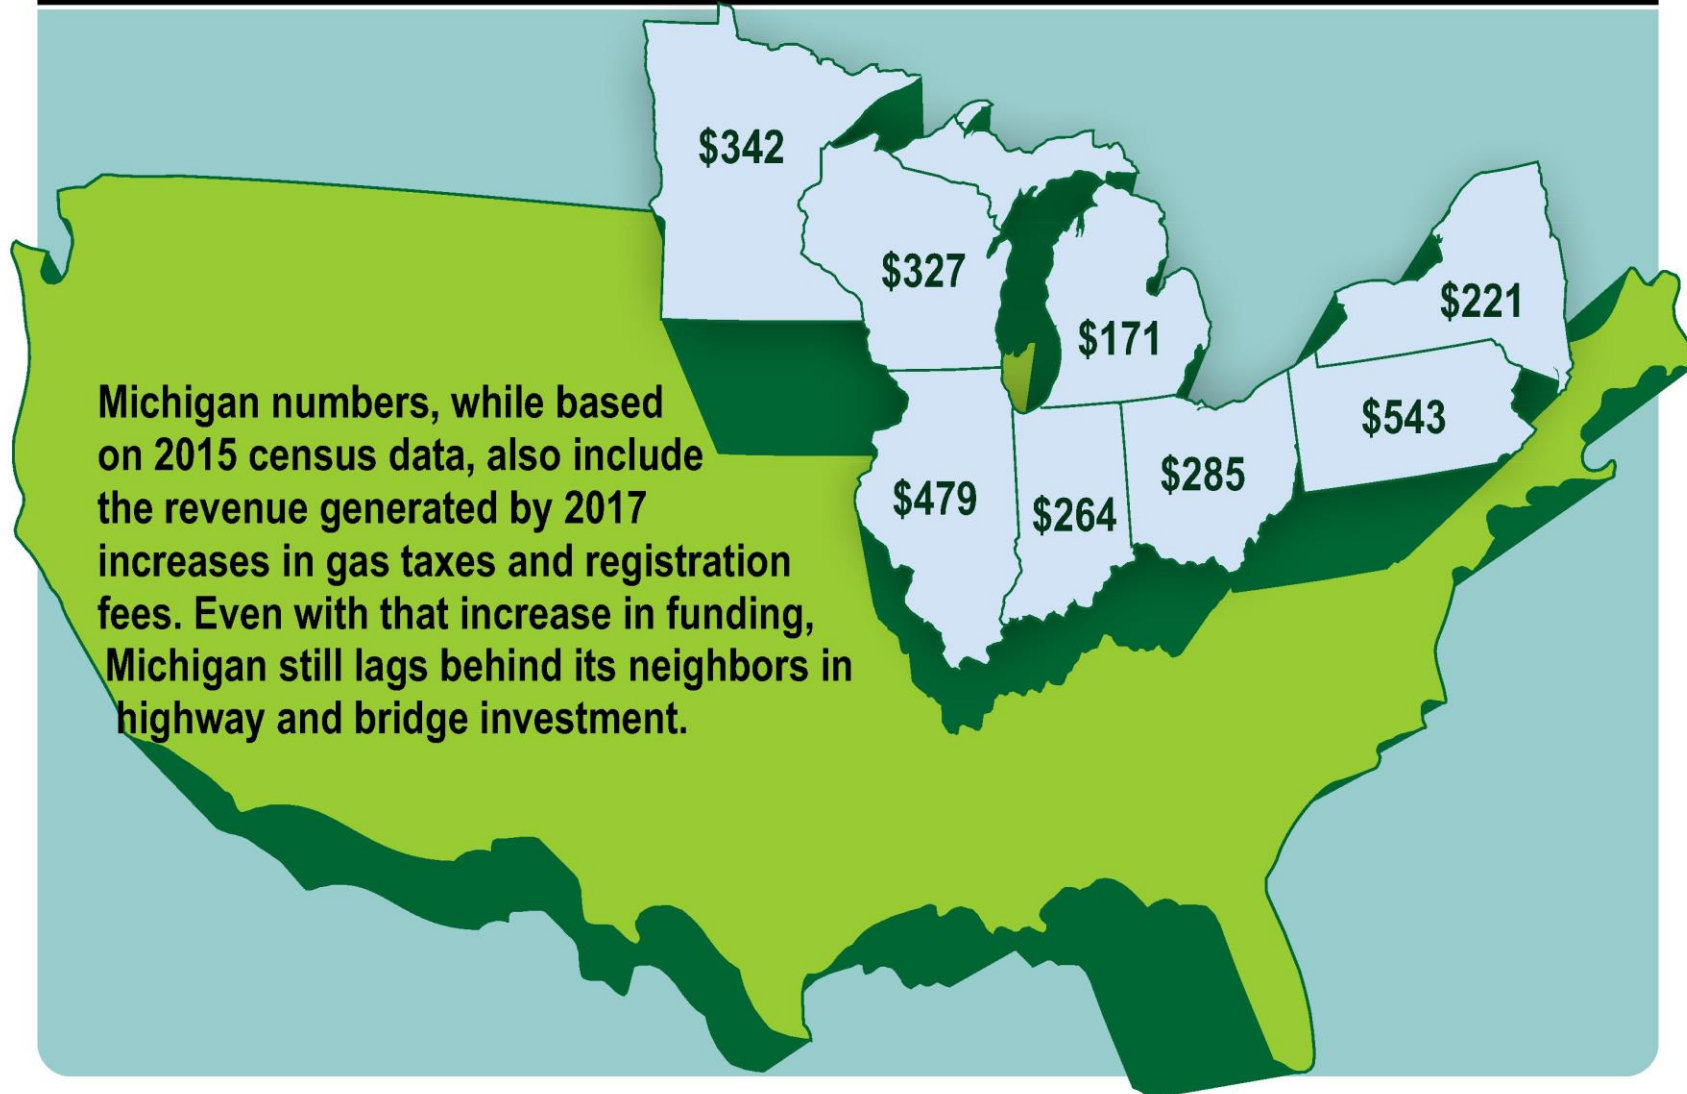 $342
$327
$171
$221
$543
$479
$264
$285
Michigan numbers, while based
on 2015 census data, also include
the revenue generated by 2017
increases in gas taxes and registration
fees. Even with that increase in funding,
Michigan still lags behind its neighbors in
highway and bridge investment.